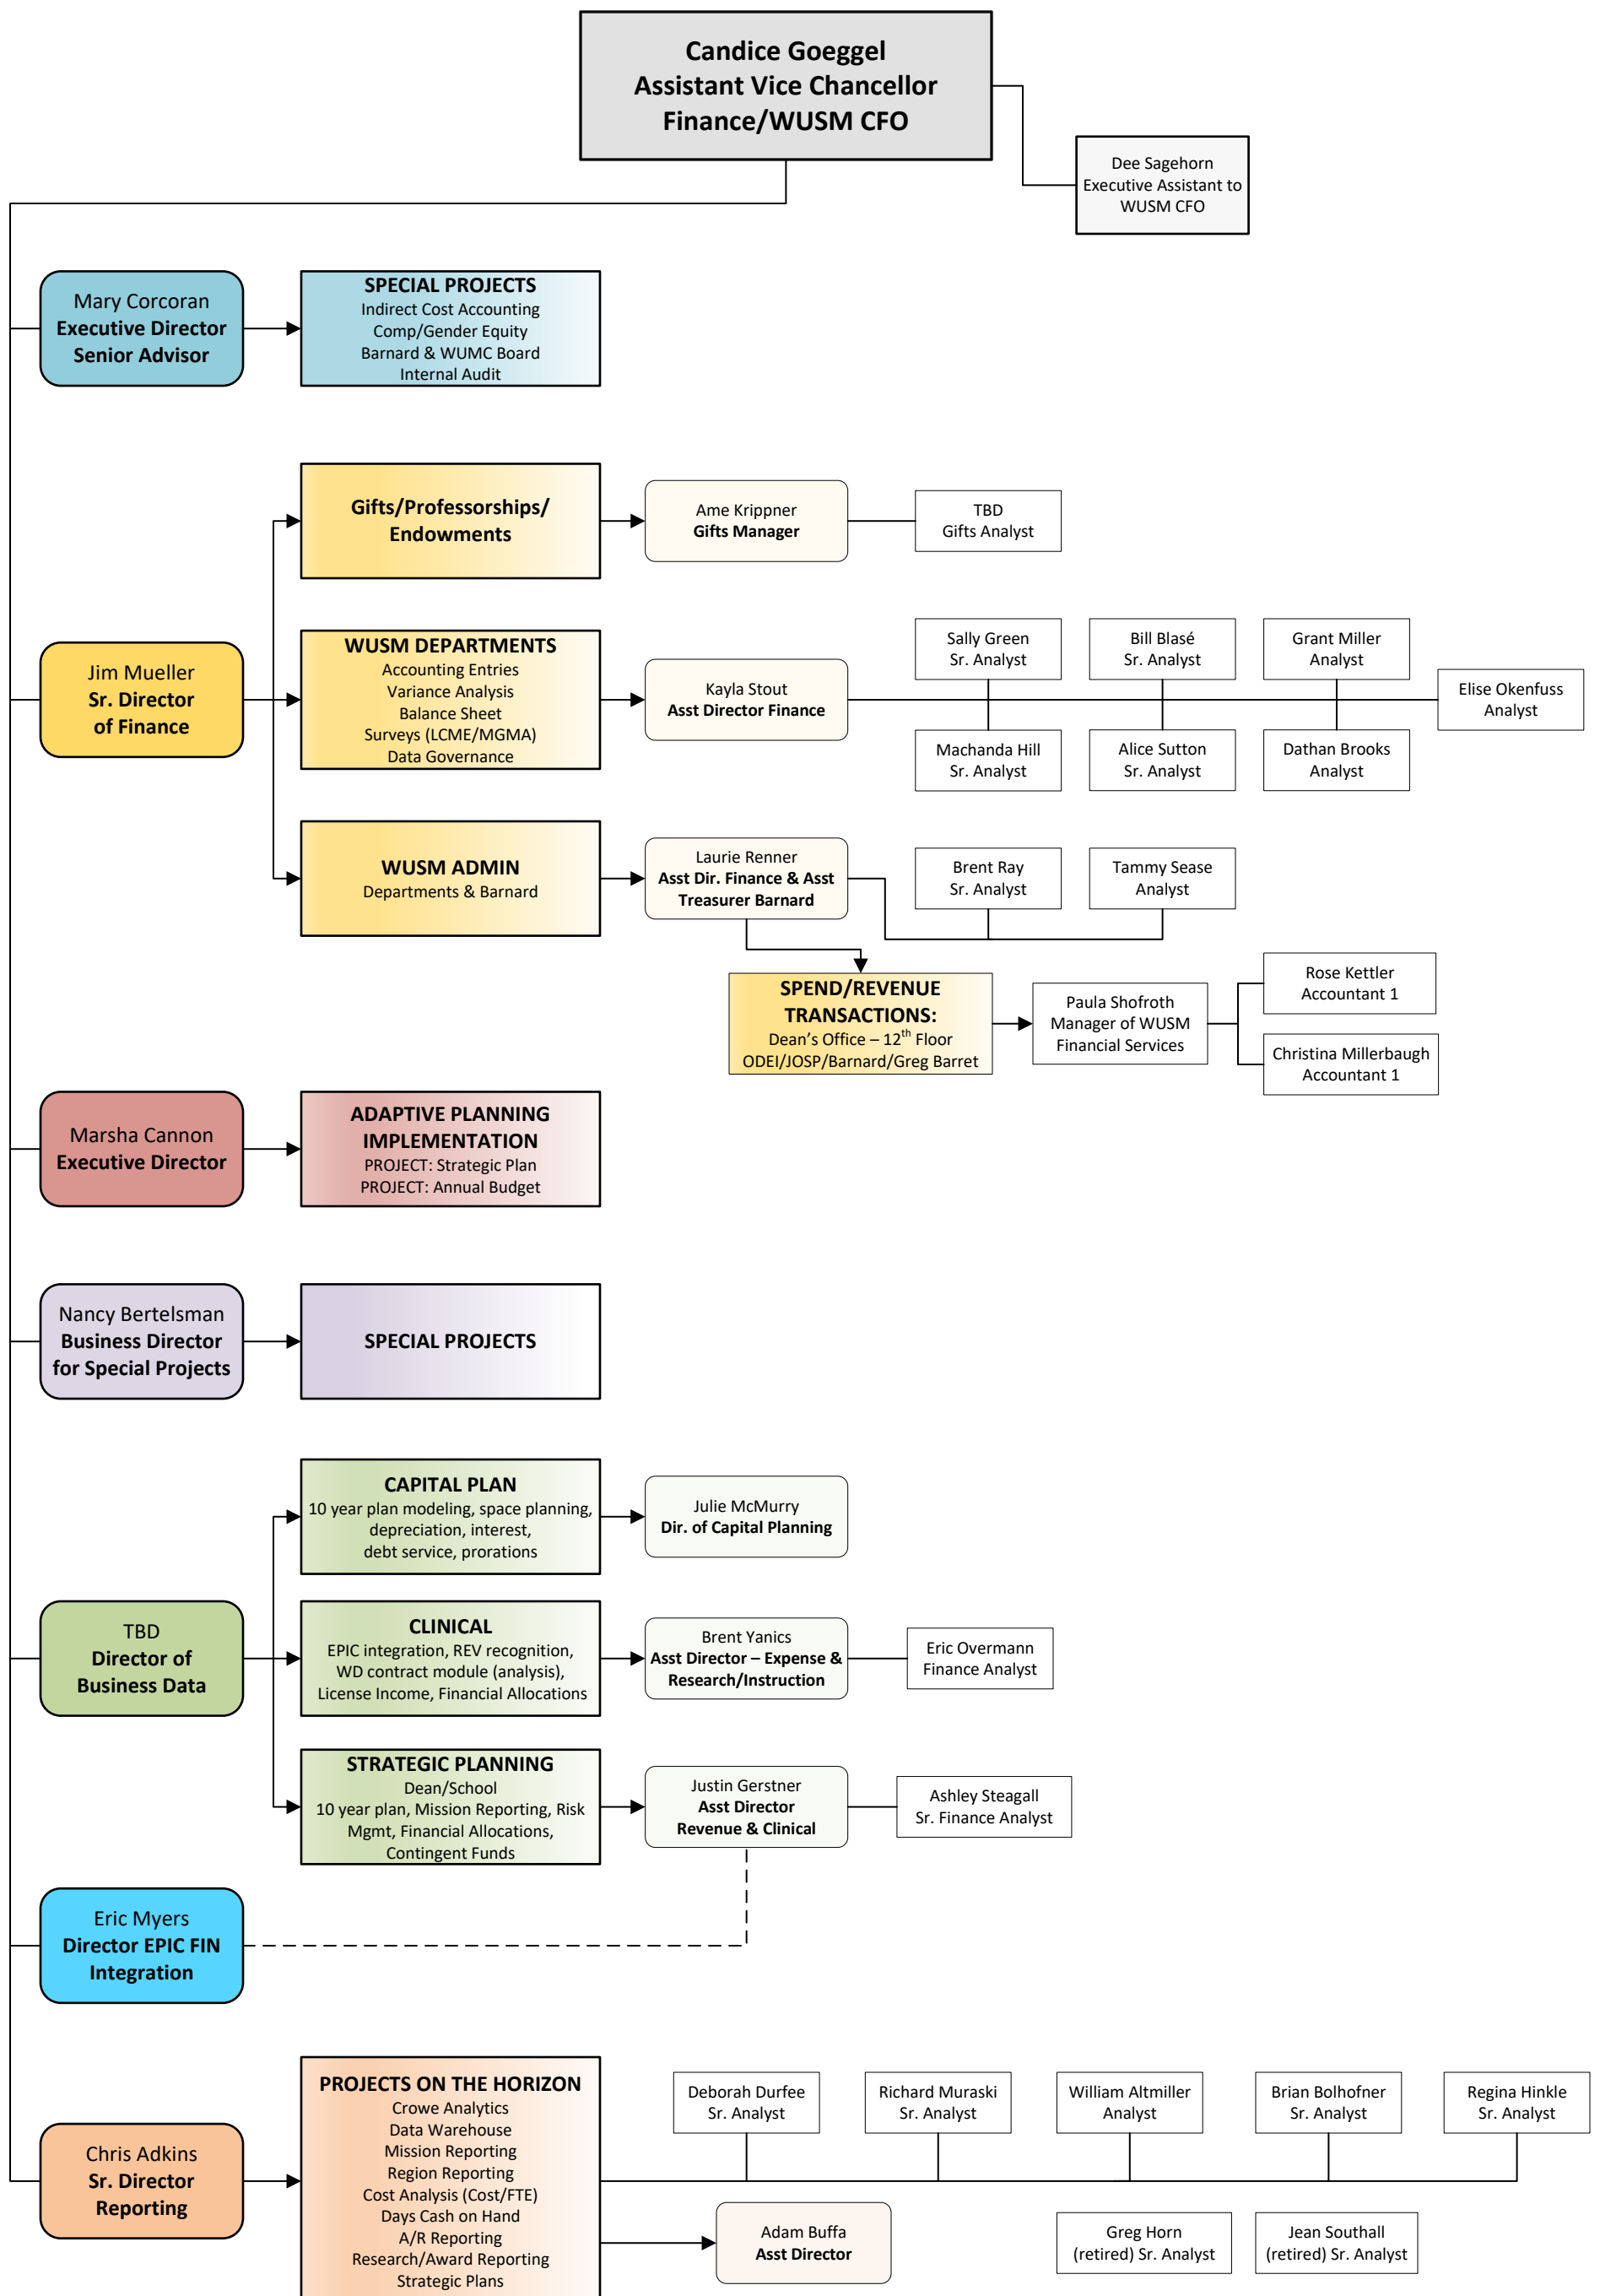 Candice Goeggel
Assistant Vice Chancellor
Finance/WUSM CFO
Dee Sagehorn
Executive Assistant to
WUSM CFO
Mary Corcoran
Executive Director
Senior Advisor
SPECIAL PROJECTS
Indirect Cost Accounting
Comp/Gender Equity
Barnard & WUMC Board
Internal Audit
Jim Mueller
Sr. Director
of Finance
Gifts/Professorships/
Endowments
Ame Krippner
Gifts Manager
TBD
Gifts Analyst
WUSM DEPARTMENTS
Accounting Entries
Variance Analysis
Balance Sheet
Surveys (LCME/MGMA)
Data Governance
Kayla Stout
Asst Director Finance
Sally Green
Sr. Analyst
Bill Blasé
Sr. Analyst
Grant Miller
Analyst
Elise Okenfuss
Analyst
Machanda Hill
Sr. Analyst
Alice Sutton
Sr. Analyst
Dathan Brooks
Analyst
WUSM ADMIN
Departments & Barnard
Laurie Renner
Asst Dir. Finance & Asst
Treasurer Barnard
Brent Ray
Sr. Analyst
Tammy Sease
Analyst
SPEND/REVENUE
TRANSACTIONS:
Dean's Office – 12th Floor
ODEI/JOSP/Barnard/Greg Barret
Paula Shofroth
Manager of WUSM
Financial Services
Rose Kettler
Accountant 1
Christina Millerbaugh
Accountant 1
Marsha Cannon
Executive Director
ADAPTIVE PLANNING
IMPLEMENTATION
PROJECT: Strategic Plan
PROJECT: Annual Budget
Nancy Bertelsman
Business Director
for Special Projects
SPECIAL PROJECTS
TBD
Director of
Business Data
CAPITAL PLAN
10 year plan modeling, space planning,
depreciation, interest,
debt service, prorations
Julie McMurry
Dir. of Capital Planning
CLINICAL
EPIC integration, REV recognition,
WD contract module (analysis),
License Income, Financial Allocations
Brent Yanics
Asst Director – Expense &
Research/Instruction
Eric Overmann
Finance Analyst
STRATEGIC PLANNING
Dean/School
10 year plan, Mission Reporting, Risk
Mgmt, Financial Allocations,
Contingent Funds
Justin Gerstner
Asst Director
Revenue & Clinical
Ashley Steagall
Sr. Finance Analyst
Eric Myers
Director EPIC FIN
Integration
Chris Adkins
Sr. Director
Reporting
PROJECTS ON THE HORIZON
Crowe Analytics
Data Warehouse
Mission Reporting
Region Reporting
Cost Analysis (Cost/FTE)
Days Cash on Hand
A/R Reporting
Research/Award Reporting
Strategic Plans
Deborah Durfee
Sr. Analyst
Richard Muraski
Sr. Analyst
William Altmiller
Analyst
Brian Bolhofner
Sr. Analyst
Regina Hinkle
Sr. Analyst
Adam Buffa
Asst Director
Greg Horn
(retired) Sr. Analyst
Jean Southall
(retired) Sr. Analyst